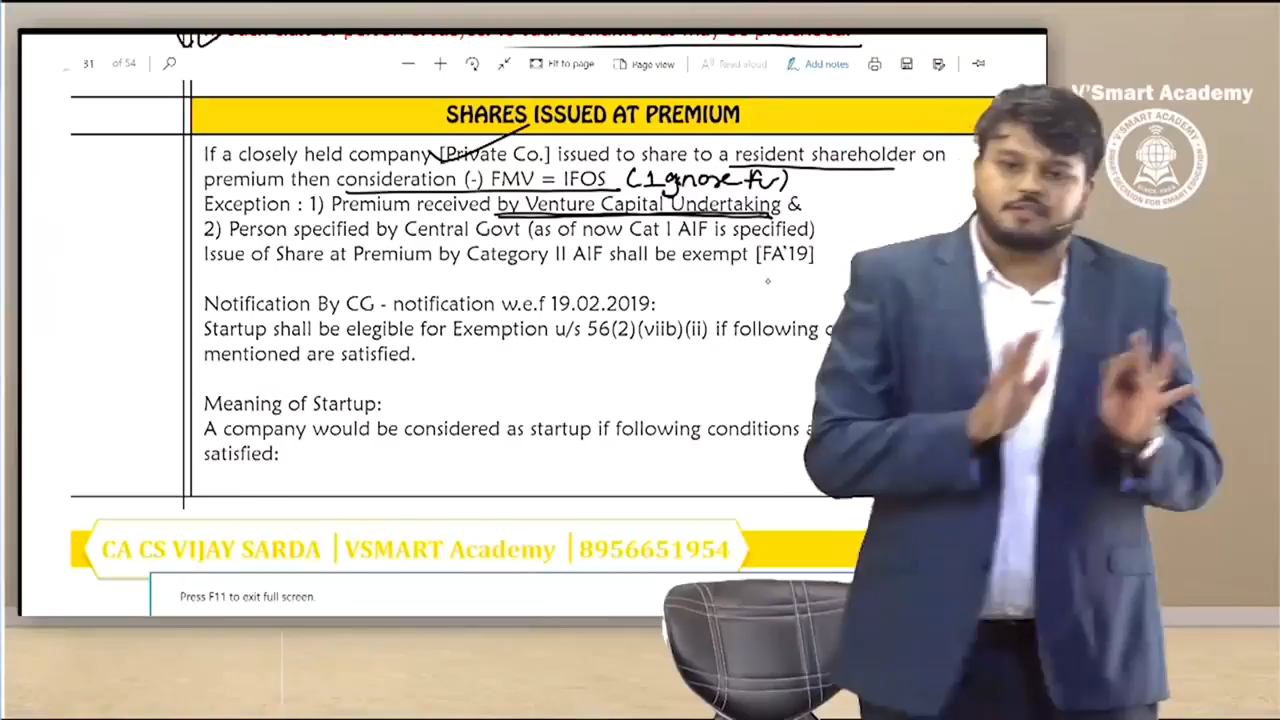 31 of 54
Fit to page
Page view
Read aloud
Add notes
V'Smart Academy
SHARES ISSUED AT PREMIUM
If a closely held company [Private Co.] issued to share to a resident shareholder on
premium then consideration (-) FMV = IFOS (Ignore FV)
Exception : 1) Premium received by Venture Capital Undertaking &
2) Person specified by Central Govt (as of now Cat I AIF is specified)
Issue of Share at Premium by Category II AIF shall be exempt [FA'19]
Notification By CG - notification w.e.f 19.02.2019:
Startup shall be elegible for Exemption u/s 56(2)(viib)(ii) if following
mentioned are satisfied.
Meaning of Startup:
A company would be considered as startup if following conditions
satisfied:
CA CS VIJAY SARDA | VSMART Academy | 8956651954
Press F11 to exit full screen.